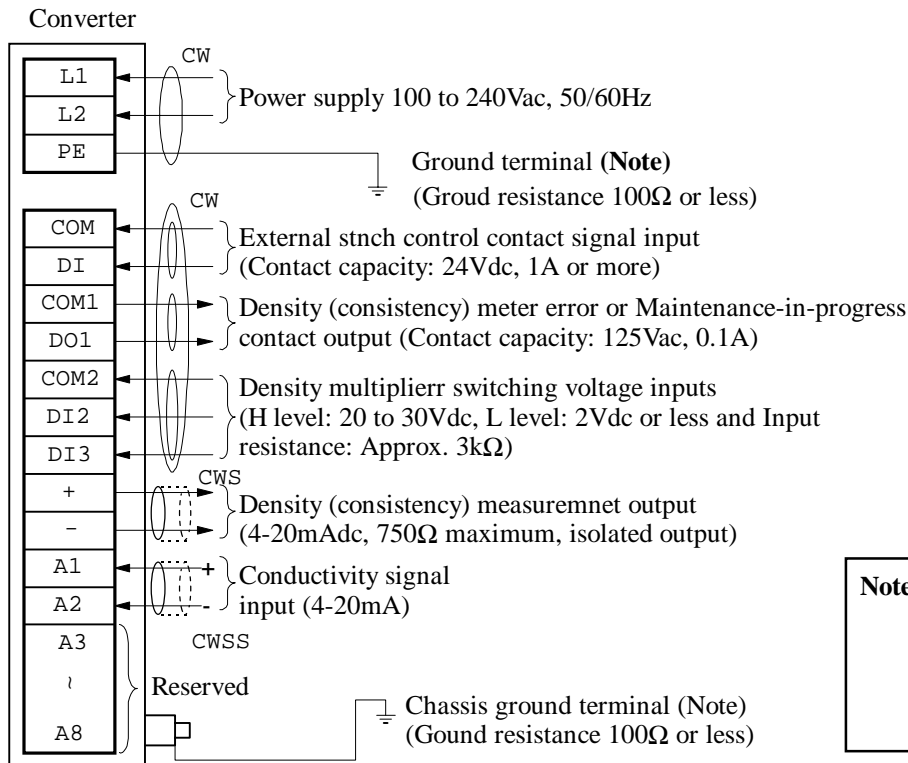 Converter
CW
L1
L2
PE
Power supply 100 to 240Vac, 50/60Hz
Ground terminal (Note)
(Groud resistance 100Ω or less)
CW
COM
DI
External stnch control contact signal input
(Contact capacity: 24Vdc, 1A or more)
COM1
DO1
Density (consistency) meter error or Maintenance-in-progress
contact output (Contact capacity: 125Vac, 0.1A)
COM2
DI2
DI3
Density multiplierr switching voltage inputs
(H level: 20 to 30Vdc, L level: 2Vdc or less and Input
resistance: Approx. 3kΩ)
CWS
+
-
Density (consistency) measuremnet output
(4-20mAdc, 750Ω maximum, isolated output)
A1
A2
+
-
Conductivity signal
input (4-20mA)
CWSS
A3
~
A8
Reserved
Chassis ground terminal (Note)
(Gound resistance 100Ω or less)
Note